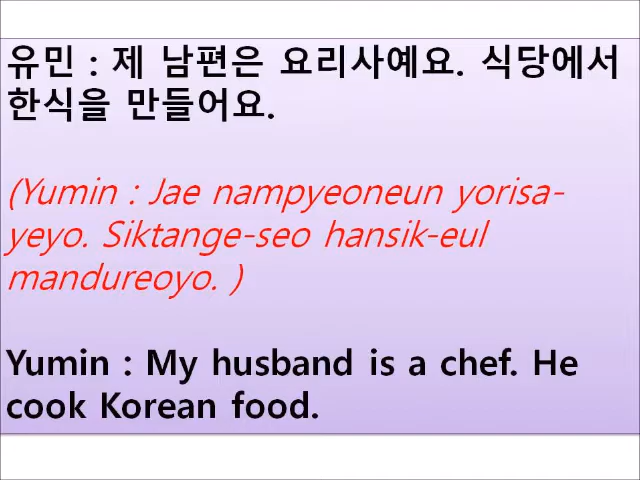 유민 : 제 남편은 요리사예요. 식당에서
한식을 만들어요.
(Yumin : Jae nampyeoneun yorisa-
yeyo. Siktange-seo hansik-eul
mandureoyo. )
Yumin : My husband is a chef. He
cook Korean food.